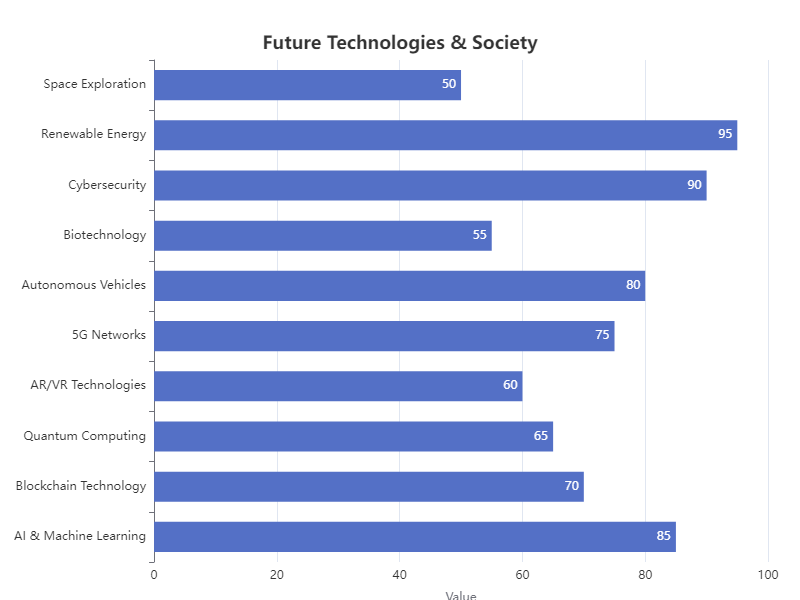 Future Technologies & Society
Space Exploration 50
Renewable Energy 95
Cybersecurity 90
Biotechnology 55
Autonomous Vehicles 80
5G Networks 75
AR/VR Technologies 60
Quantum Computing 65
Blockchain Technology 70
AI & Machine Learning 85
0 20 40 60 80 100
Value